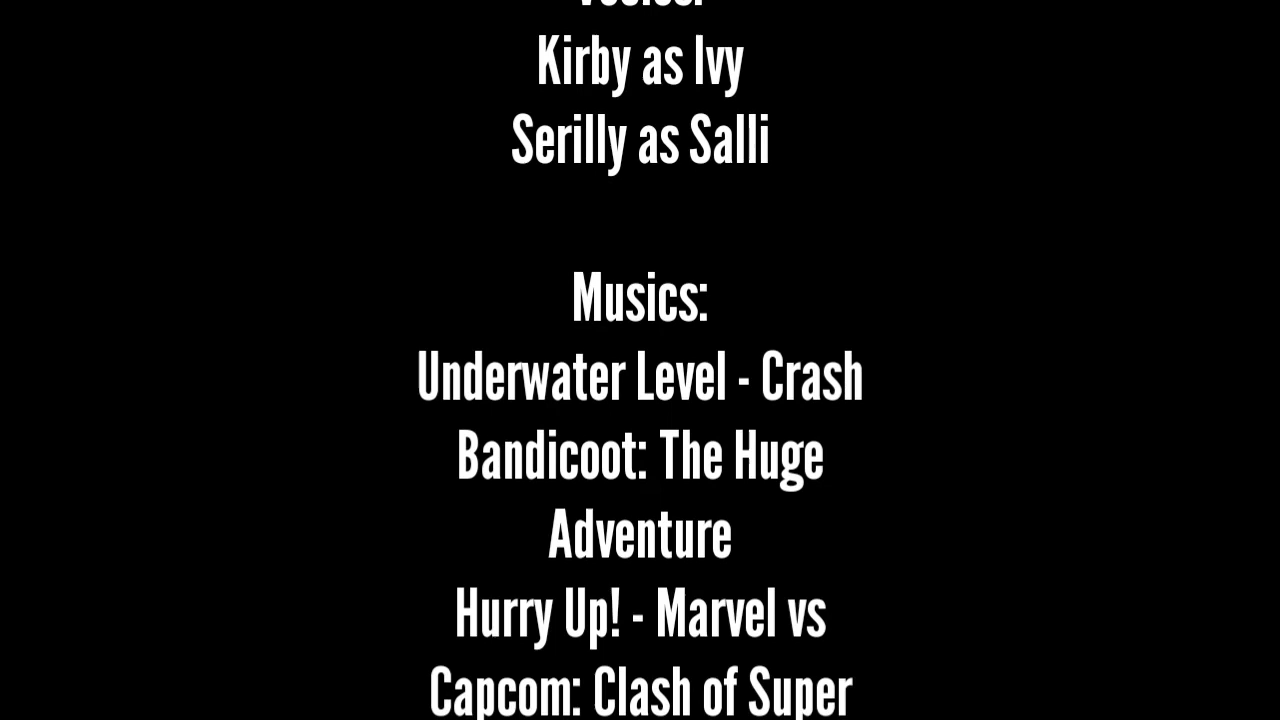 Kirby as Ivy
Serilly as Salli
Musics:
Underwater Level - Crash
Bandicoot: The Huge
Adventure
Hurry Up! - Marvel vs
Capcom: Clash of Super